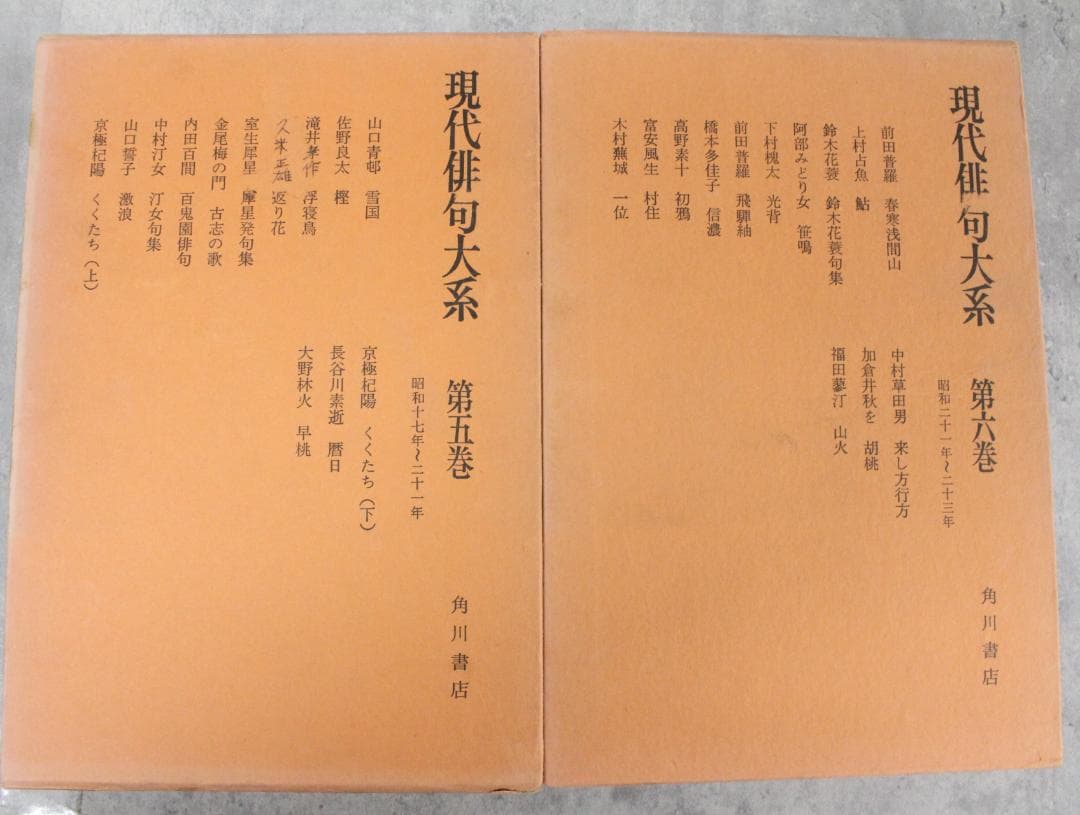 現代俳句大系 第五巻
昭和十七年〜二十一年
山口青邨 雪国
佐野良太 樫
滝井孝作 浮寝鳥
久米正雄 返り花
室生犀星 犀星発句集
金尾梅の門 古志の歌
内田百間 百鬼園俳句
中村汀女 汀女句集
山口誓子 激浪
京極杞陽 くくたち(上)
京極杞陽 くくたち(下)
長谷川素逝 暦日
大野林火 早桃
角川書店
現代俳句大系 第六巻
昭和二十一年〜二十三年
前田普羅 春寒浅間山
上村占魚 鮎
鈴木花蓑 鈴木花蓑句集
阿部みどり女 笹鳴
下村槐太 光背
前田普羅 飛驒紬
橋本多佳子 信濃
高野素十 初鴉
富安風生 村住
木村蕪城 一位
中村草田男 来し方行方
加倉井秋を 胡桃
福田蓼汀 山火
角川書店